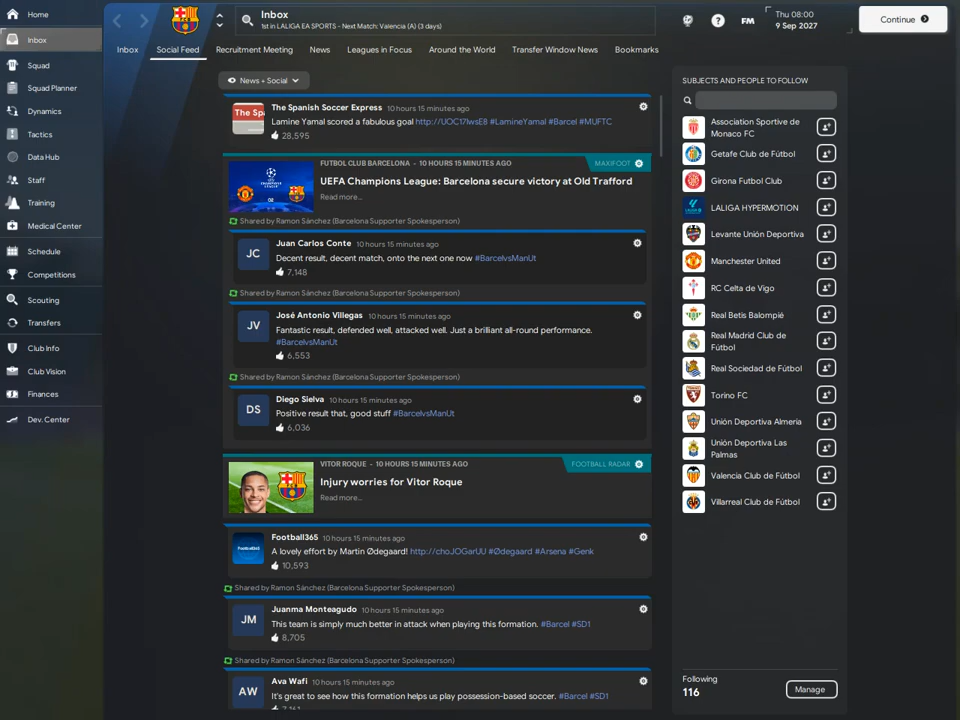 Home
Inbox
Squad
Squad Planner
Dynamics
Tactics
Data Hub
Staff
Training
Medical Center
Schedule
Competitions
Scouting
Transfers
Club Info
Club Vision
Finances
Dev. Center
Inbox
1st in LALIGA EA SPORTS - Next Match: Valencia (A) (3 days)
?
FM
Thu 08:00
9 Sep 2027
Continue
Inbox
Social Feed
Recruitment Meeting
News
Leagues in Focus
Around the World
Transfer Window News
Bookmarks
News + Social
The Spanish Soccer Express 10 hours 15 minutes ago
Lamine Yamal scored a fabulous goal http://UOC17lwsE8 #LamineYamal #Barcel #MUFTC
28,595
FUTBOL CLUB BARCELONA - 10 HOURS 15 MINUTES AGO
MAXIFOOT
UEFA Champions League: Barcelona secure victory at Old Trafford
Read more...
Shared by Ramon Sánchez (Barcelona Supporter Spokesperson)
JC
Juan Carlos Conte 10 hours 15 minutes ago
Decent result, decent match, onto the next one now #BarcelvsManUt
7,148
Shared by Ramon Sánchez (Barcelona Supporter Spokesperson)
JV
José Antonio Villegas 10 hours 15 minutes ago
Fantastic result, defended well, attacked well. Just a brilliant all-round performance.
#BarcelvsManUt
6,553
Shared by Ramon Sánchez (Barcelona Supporter Spokesperson)
DS
Diego Sielva 10 hours 15 minutes ago
Positive result that, good stuff #BarcelvsManUt
6,036
VITOR ROQUE - 10 HOURS 15 MINUTES AGO
FOOTBALL RADAR
Injury worries for Vitor Roque
Read more...
Football365 10 hours 15 minutes ago
A lovely effort by Martin Ødegaard! http://choJOGarUU #Ødegaard #Arsena #Genk
10,593
Shared by Ramon Sánchez (Barcelona Supporter Spokesperson)
JM
Juanma Monteagudo 10 hours 15 minutes ago
This team is simply much better in attack when playing this formation. #Barcel #SD1
8,705
Shared by Ramon Sánchez (Barcelona Supporter Spokesperson)
AW
Ava Wafi 10 hours 15 minutes ago
It's great to see how this formation helps us play possession-based soccer. #Barcel #SD1
SUBJECTS AND PEOPLE TO FOLLOW
Association Sportive de
Monaco FC
Getafe Club de Fútbol
Girona Futbol Club
LALIGA HYPERMOTION
Levante Unión Deportiva
Manchester United
RC Celta de Vigo
Real Betis Balompié
Real Madrid Club de
Fútbol
Real Sociedad de Fútbol
Torino FC
Unión Deportiva Almería
Unión Deportiva Las
Palmas
Valencia Club de Fútbol
Villarreal Club de Fútbol
Following
116
Manage